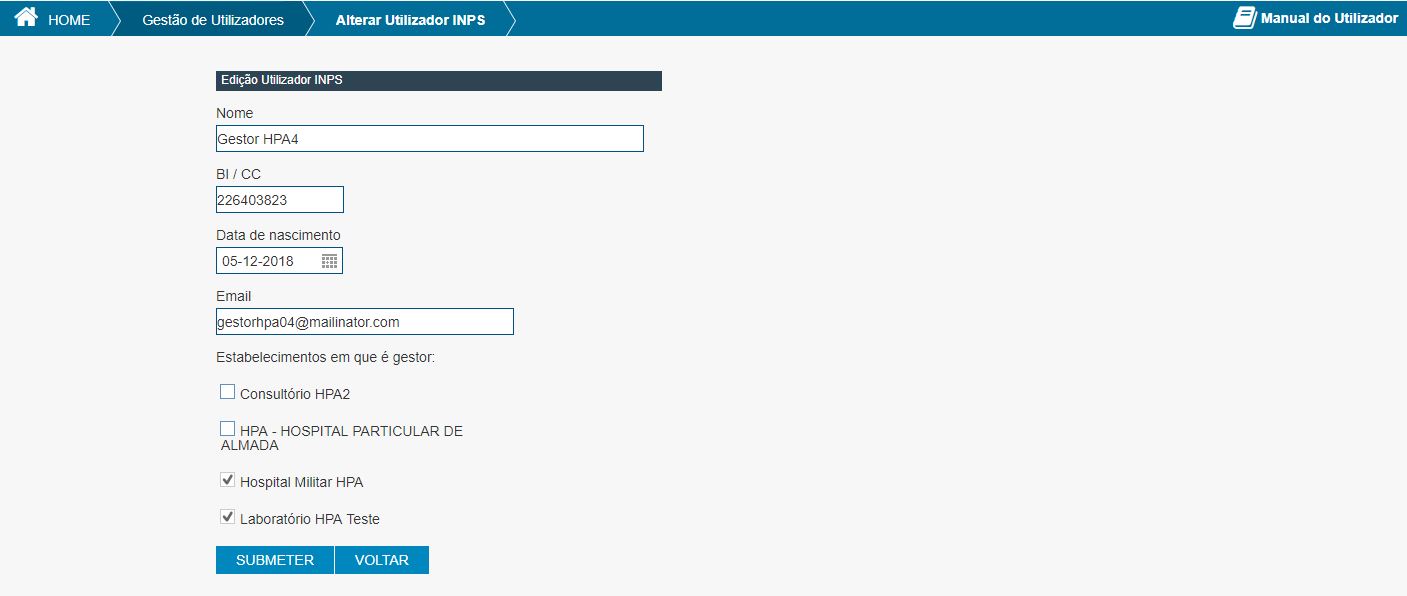 HOME
Gestão de Utilizadores
Alterar Utilizador INPS
Manual do Utilizador
Edição Utilizador INPS
Nome
Gestor HPA4
BI / CC
226403823
Data de nascimento
05-12-2018
Email
gestorhpa04@mailinator.com
Estabelecimentos em que é gestor:
Consultório HPA2
HPA - HOSPITAL PARTICULAR DE
ALMADA
Hospital Militar HPA
Laboratório HPA Teste
SUBMETER
VOLTAR